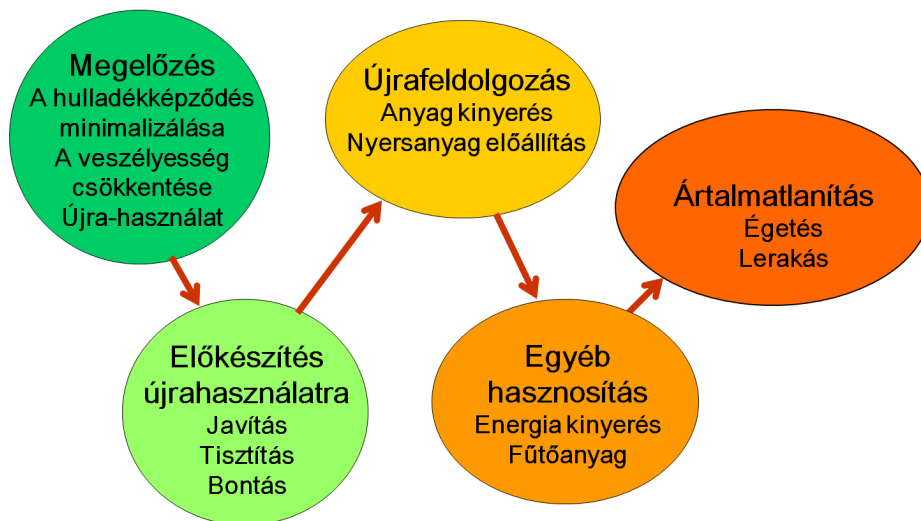 Megelőzés
A hulladékképződés
minimalizálása
A veszélyesség
csökkentése
Újra-használat
Előkészítés
újrahasználatra
Javítás
Tisztítás
Bontás
Újrafeldolgozás
Anyag kinyerés
Nyersanyag előállítás
Egyéb
hasznosítás
Energia kinyerés
Fűtőanyag
Ártalmatlanítás
Égetés
Lerakás